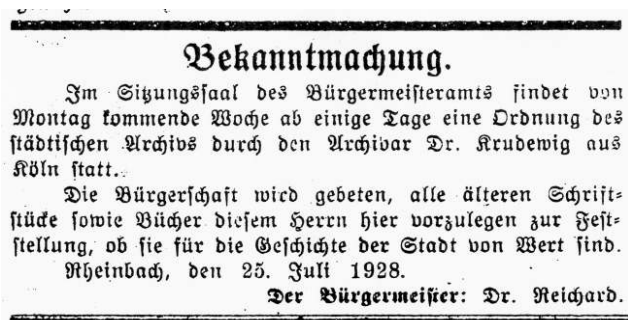 Bekanntmachung.
Im Sitzungssaal des Bürgermeisteramts findet von
Montag kommende Woche ab einige Tage eine Ordnung des
städtischen Archivs durch den Archivar Dr. Krudewig aus
Köln statt.
Die Bürgerschaft wird gebeten, alle älteren Schrift-
stücke sowie Bücher diesem Herrn hier vorzulegen zur Fest-
stellung, ob sie für die Geschichte der Stadt von Wert sind.
Rheinbach, den 25. Juli 1928.
Der Bürgermeister: Dr. Reichard.